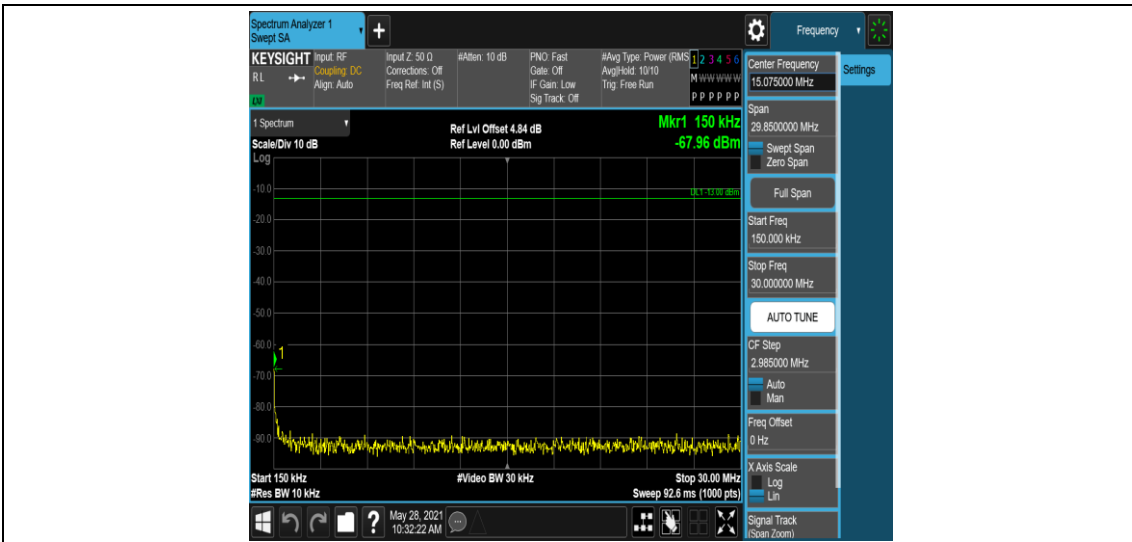 Spectrum Analyzer 1
Swept SA
+
Frequency
KEYSIGHT
RL
LXI
Input: RF
Coupling: DC
Align: Auto
Input Z: 50 Ω
Corrections: Off
Freq Ref: Int (S)
#Atten: 10 dB
PNO: Fast
Gate: Off
IF Gain: Low
Sig Track: Off
#Avg Type: Power (RMS
Avg|Hold: 10/10
Trig: Free Run
1 2 3 4 5 6
M W W W W W
P P P P P P
1 Spectrum
Scale/Div 10 dB
Log
Ref Lvl Offset 4.84 dB
Ref Level 0.00 dBm
Mkr1 150 kHz
-67.96 dBm
DL1 -13.00 dBm
-10.0
-20.0
-30.0
-40.0
-50.0
-60.0
1
-70.0
-80.0
-90.0
Start 150 kHz
#Video BW 30 kHz
Stop 30.00 MHz
#Res BW 10 kHz
Sweep 92.6 ms (1000 pts)
?
May 28, 2021
10:32:22 AM
Center Frequency
15.075000 MHz
Settings
Span
29.8500000 MHz
Swept Span
Zero Span
Full Span
Start Freq
150.000 kHz
Stop Freq
30.000000 MHz
AUTO TUNE
CF Step
2.985000 MHz
Auto
Man
Freq Offset
0 Hz
X Axis Scale
Log
Lin
Signal Track
(Span Zoom)